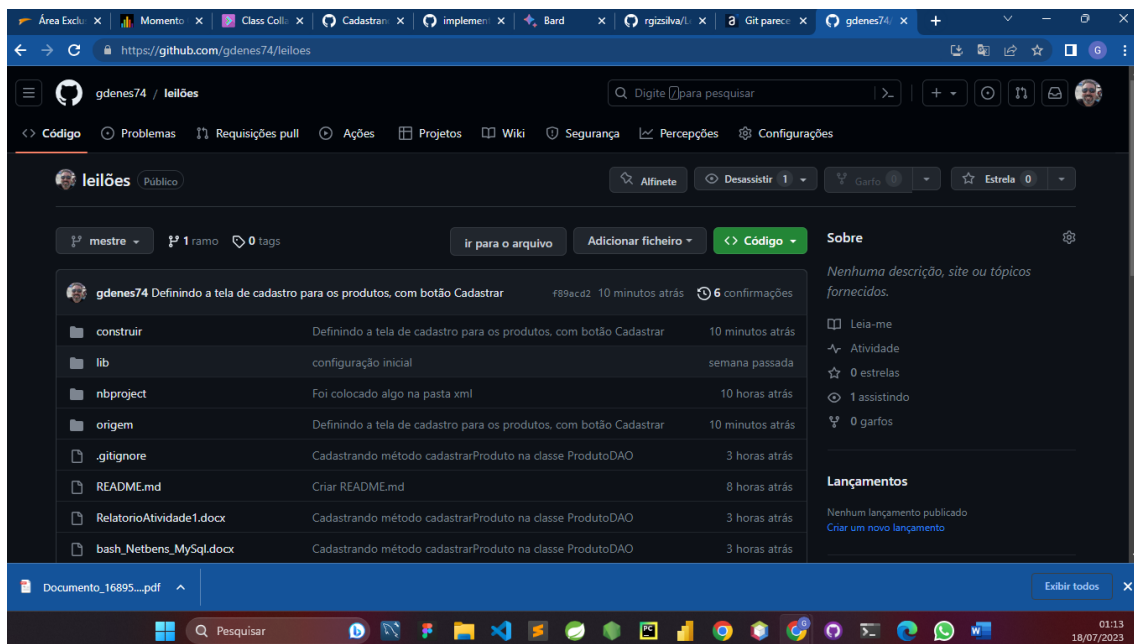 Área Exclu
Momento
Class Colla
Cadastran
implemen
Bard
rgizsilva/L
Git parece
gdenes74/
https://github.com/gdenes74/leiloes
G
gdenes74 / leilões
Digite / para pesquisar
Código
Problemas
Requisições pull
Ações
Projetos
Wiki
Segurança
Percepções
Configurações
leilões Público
Alfinete
Desassistir 1
Garfo 0
Estrela 0
mestre
1 ramo
0 tags
ir para o arquivo
Adicionar ficheiro
Código
Sobre
Nenhuma descrição, site ou tópicos
fornecidos.
gdenes74 Definindo a tela de cadastro para os produtos, com botão Cadastrar f89acd2 10 minutos atrás 6 confirmações
construir Definindo a tela de cadastro para os produtos, com botão Cadastrar 10 minutos atrás
lib configuração inicial semana passada
nbproject Foi colocado algo na pasta xml 10 horas atrás
origem Definindo a tela de cadastro para os produtos, com botão Cadastrar 10 minutos atrás
.gitignore Cadastrando método cadastrarProduto na classe ProdutoDAO 3 horas atrás
README.md Criar README.md 8 horas atrás
RelatorioAtividade1.docx Cadastrando método cadastrarProduto na classe ProdutoDAO 3 horas atrás
bash_Netbens_MySql.docx Cadastrando método cadastrarProduto na classe ProdutoDAO 3 horas atrás
Leia-me
Atividade
0 estrelas
1 assistindo
0 garfos
Lançamentos
Nenhum lançamento publicado
Criar um novo lançamento
Documento_16895....pdf
Exibir todos
Pesquisar
01:13
18/07/2023